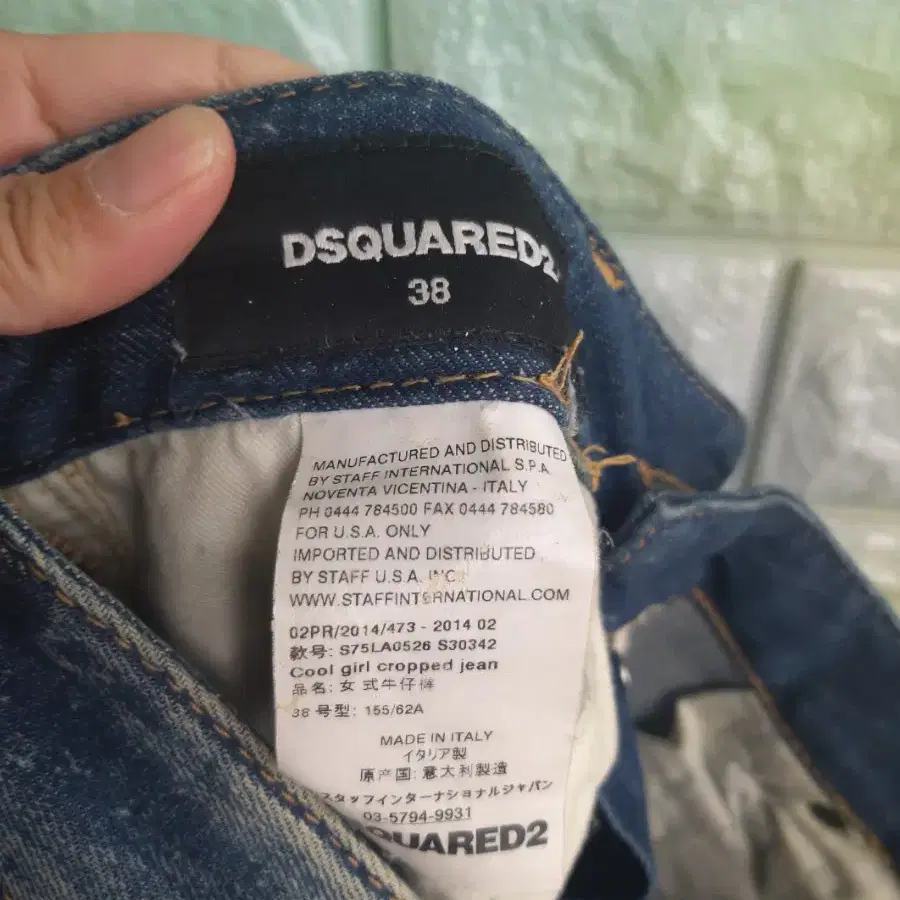 DSQUARED2
38
MANUFACTURED AND DISTRIBUTED
BY STAFF INTERNATIONAL S.P.A.
NOVENTA VICENTINA - ITALY
PH 0444 784500 FAX 0444 784580
FOR U.S.A. ONLY
IMPORTED AND DISTRIBUTED
BY STAFF U.S.A. INC.
WWW.STAFFINTERNATIONAL.COM
02PR/2014/473 - 2014 02
款号: S75LA0526 S30342
Cool girl cropped jean
品名: 女式牛仔裤
38 号型: 155/62A
MADE IN ITALY
イタリア製
原产国: 意大利製造
スタッフインターナショナルジャパン
03-5794-9931
SQUARED2